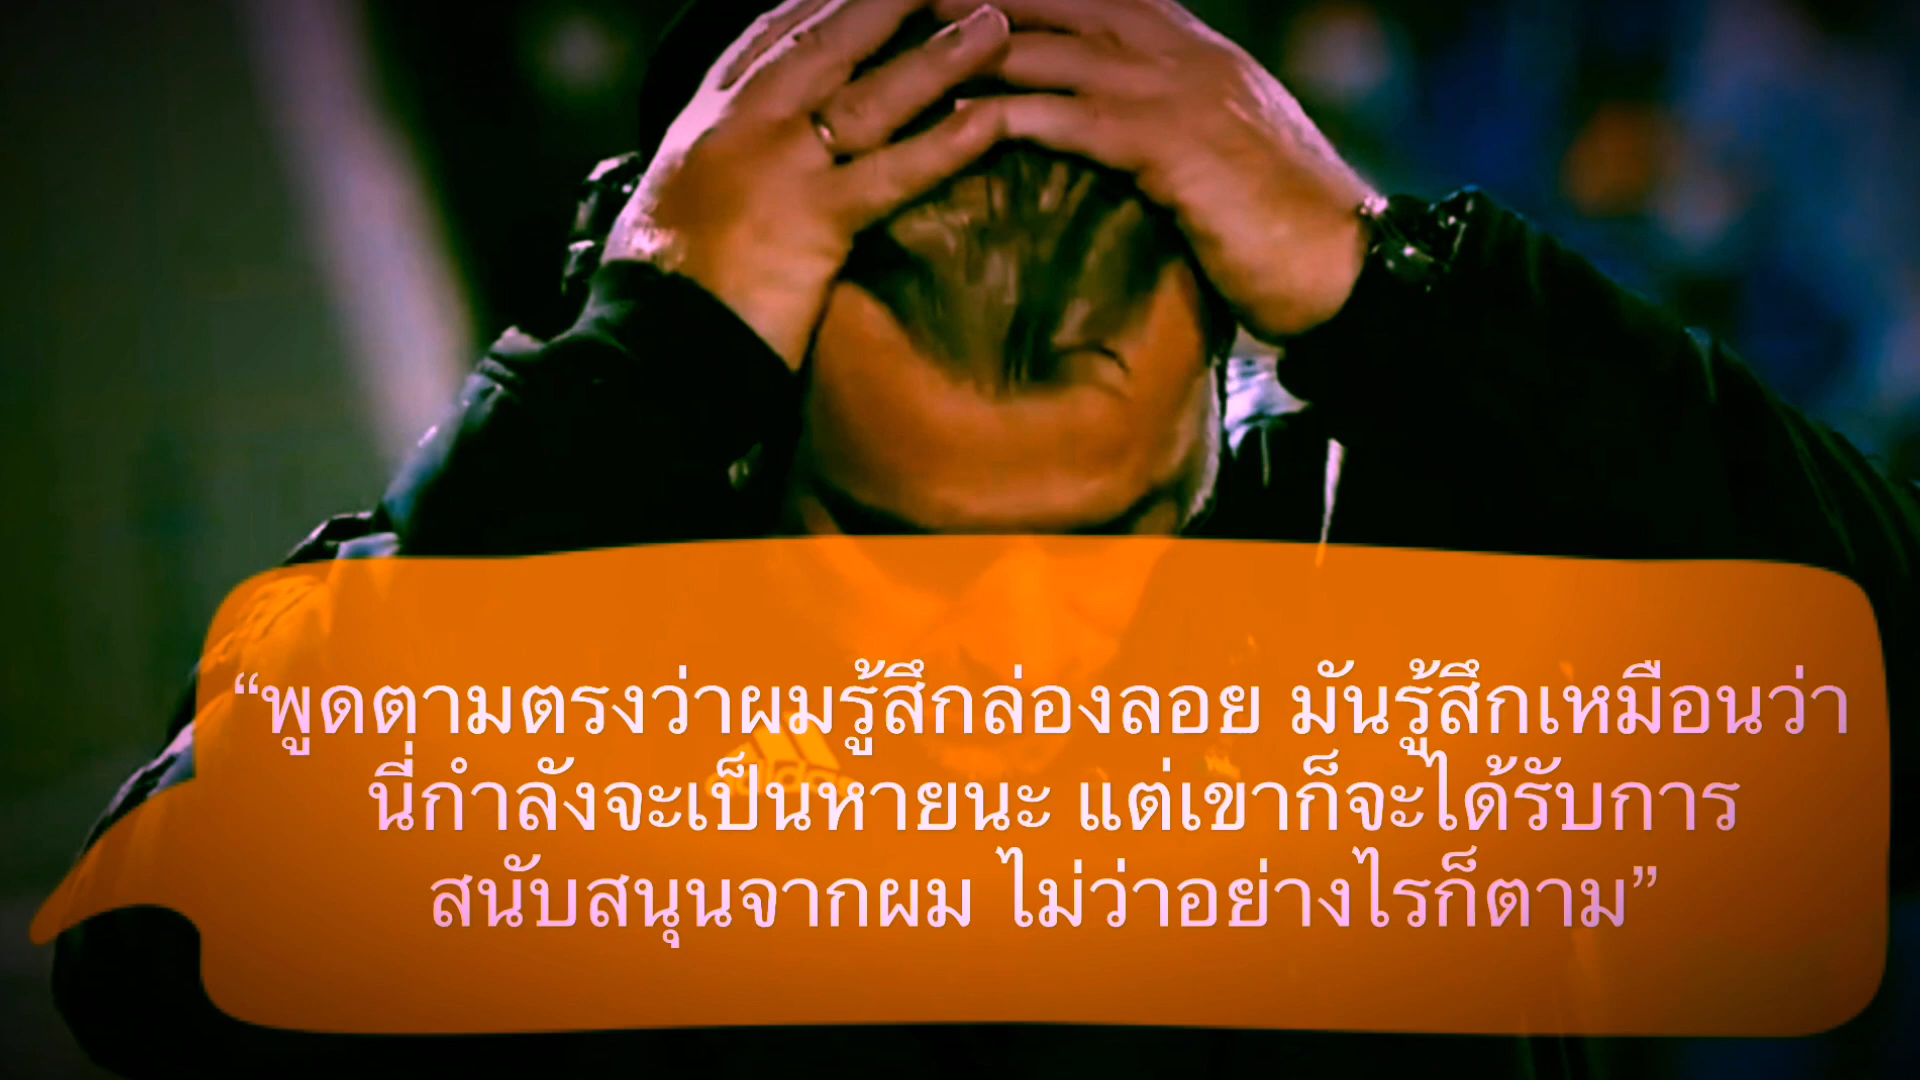 “พูดตามตรงว่าผมรู้สึกล่องลอย มันรู้สึกเหมือนว่า
นี่กำลังจะเป็นหายนะ แต่เขาก็จะได้รับการ
สนับสนุนจากผม ไม่ว่าอย่างไรก็ตาม”
adidas